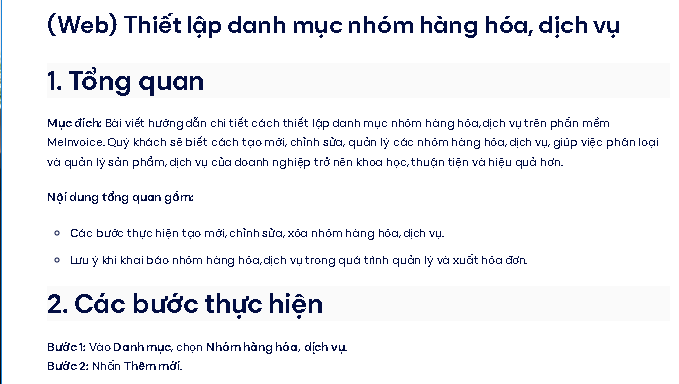 (Web) Thiết lập danh mục nhóm hàng hóa, dịch vụ
1. Tổng quan
Mục đích: Bài viết hướng dẫn chi tiết cách thiết lập danh mục nhóm hàng hóa, dịch vụ trên phần mềm
MeInvoice. Quý khách sẽ biết cách tạo mới, chỉnh sửa, quản lý các nhóm hàng hóa, dịch vụ, giúp việc phân loại
và quản lý sản phẩm, dịch vụ của doanh nghiệp trở nên khoa học, thuận tiện và hiệu quả hơn.
Nội dung tổng quan gồm:
Các bước thực hiện tạo mới, chỉnh sửa, xóa nhóm hàng hóa, dịch vụ.
Lưu ý khi khai báo nhóm hàng hóa, dịch vụ trong quá trình quản lý và xuất hóa đơn.
2. Các bước thực hiện
Bước 1: Vào Danh mục, chọn Nhóm hàng hóa, dịch vụ.
Bước 2: Nhấn Thêm mới.